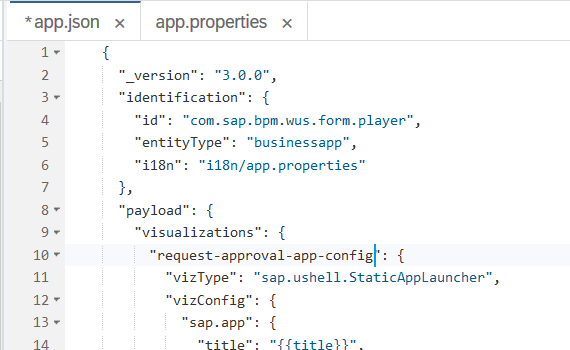 *app.json × app.properties ×
1 {
2 "_version": "3.0.0",
3 "identification": {
4 "id": "com.sap.bpm.wus.form.player",
5 "entityType": "businessapp",
6 "i18n": "i18n/app.properties"
7 },
8 "payload": {
9 "visualizations": {
10 "request-approval-app-config": {
11 "vizType": "sap.ushell.StaticAppLauncher",
12 "vizConfig": {
13 "sap.app": {
14 "title": "{{title}}",